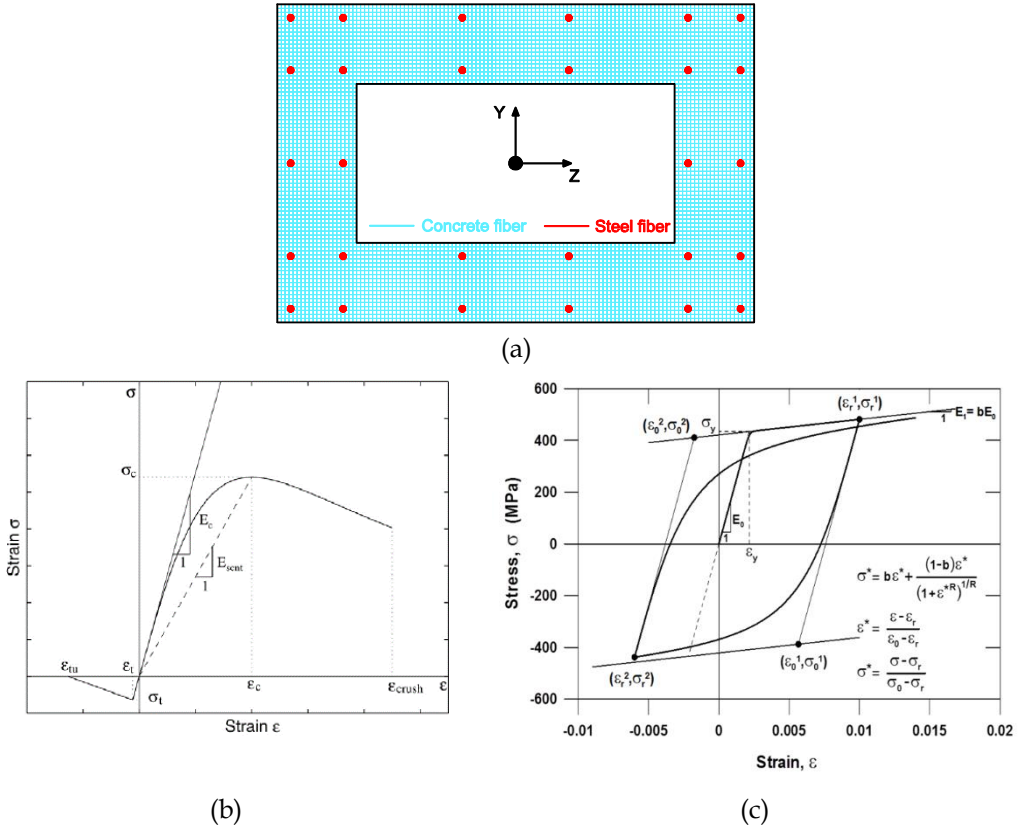 Y
Z
Concrete fiber
Steel fiber
(a)
σ
σc
Ec
1
Escnt
1
εtu
εt
σt
εc
εcrush
ε
Strain σ
Strain ε
(b)
600
400
200
0
-200
-400
-600
-0.01
-0.005
0
0.005
0.01
0.015
0.02
Stress, σ (MPa)
Strain, ε
(ε₀²,σ₀²)
σy
(εr¹,σr¹)
1
E₁= bE₀
E₀
1
εy
σ* = bε* + (1-b)ε* / (1+ε*ᴿ)^1/R
ε* = ε-εr / ε₀-εr
σ* = σ-σr / σ₀-σr
(ε₀¹,σ₀¹)
(εr²,σr²)
(c)